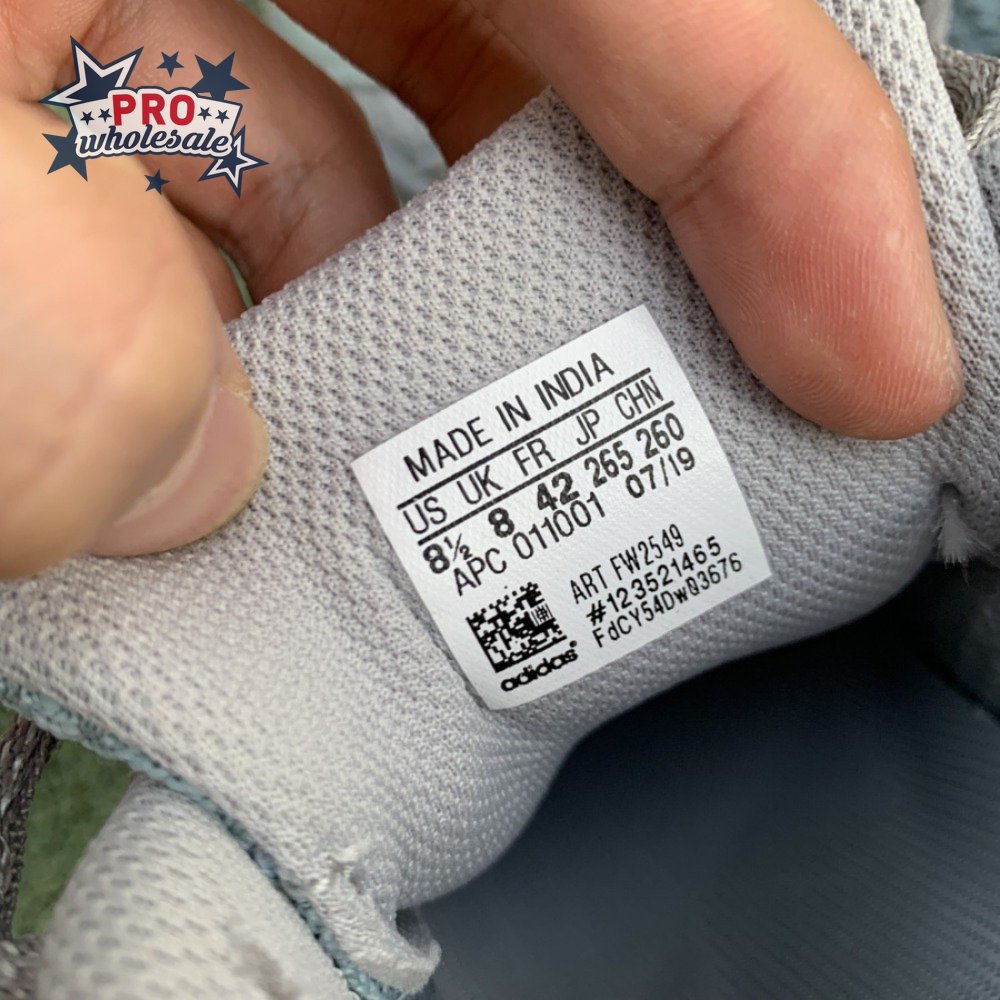 PRO
wholesale
MADE IN INDIA
US UK FR JP CHN
8½ 8 42 265 260
APC 011001 07/19
ART FW2549
#123521465
FdCY54DwQ3676
adidas